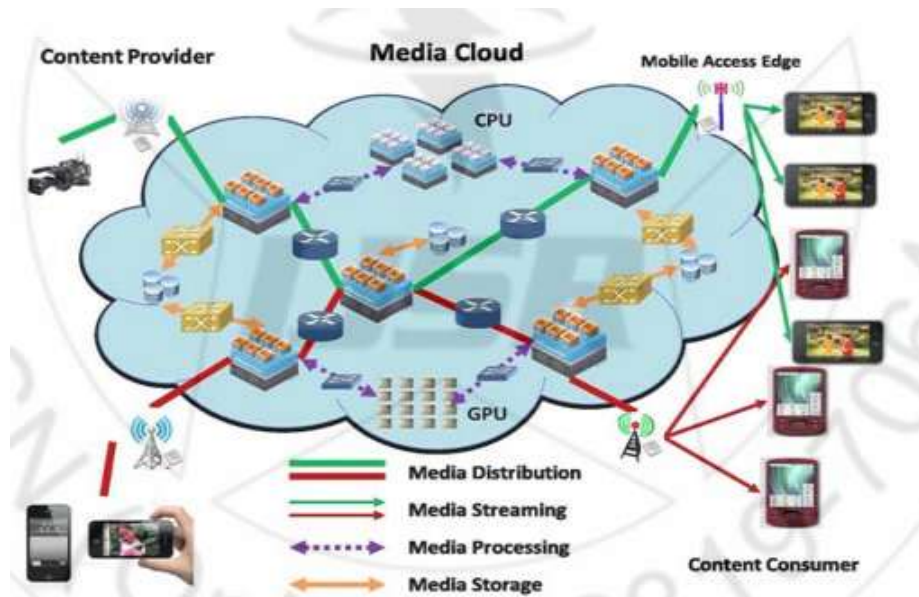 Content Provider
Media Cloud
Mobile Access Edge
CPU
GPU
Media Distribution
Media Streaming
Media Processing
Media Storage
Content Consumer